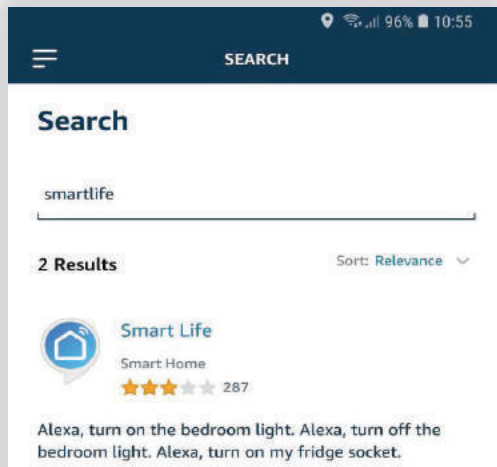 96% 10:55
SEARCH
Search
smartlife
2 Results
Sort: Relevance
Smart Life
Smart Home
287
Alexa, turn on the bedroom light. Alexa, turn off the
bedroom light. Alexa, turn on my fridge socket.